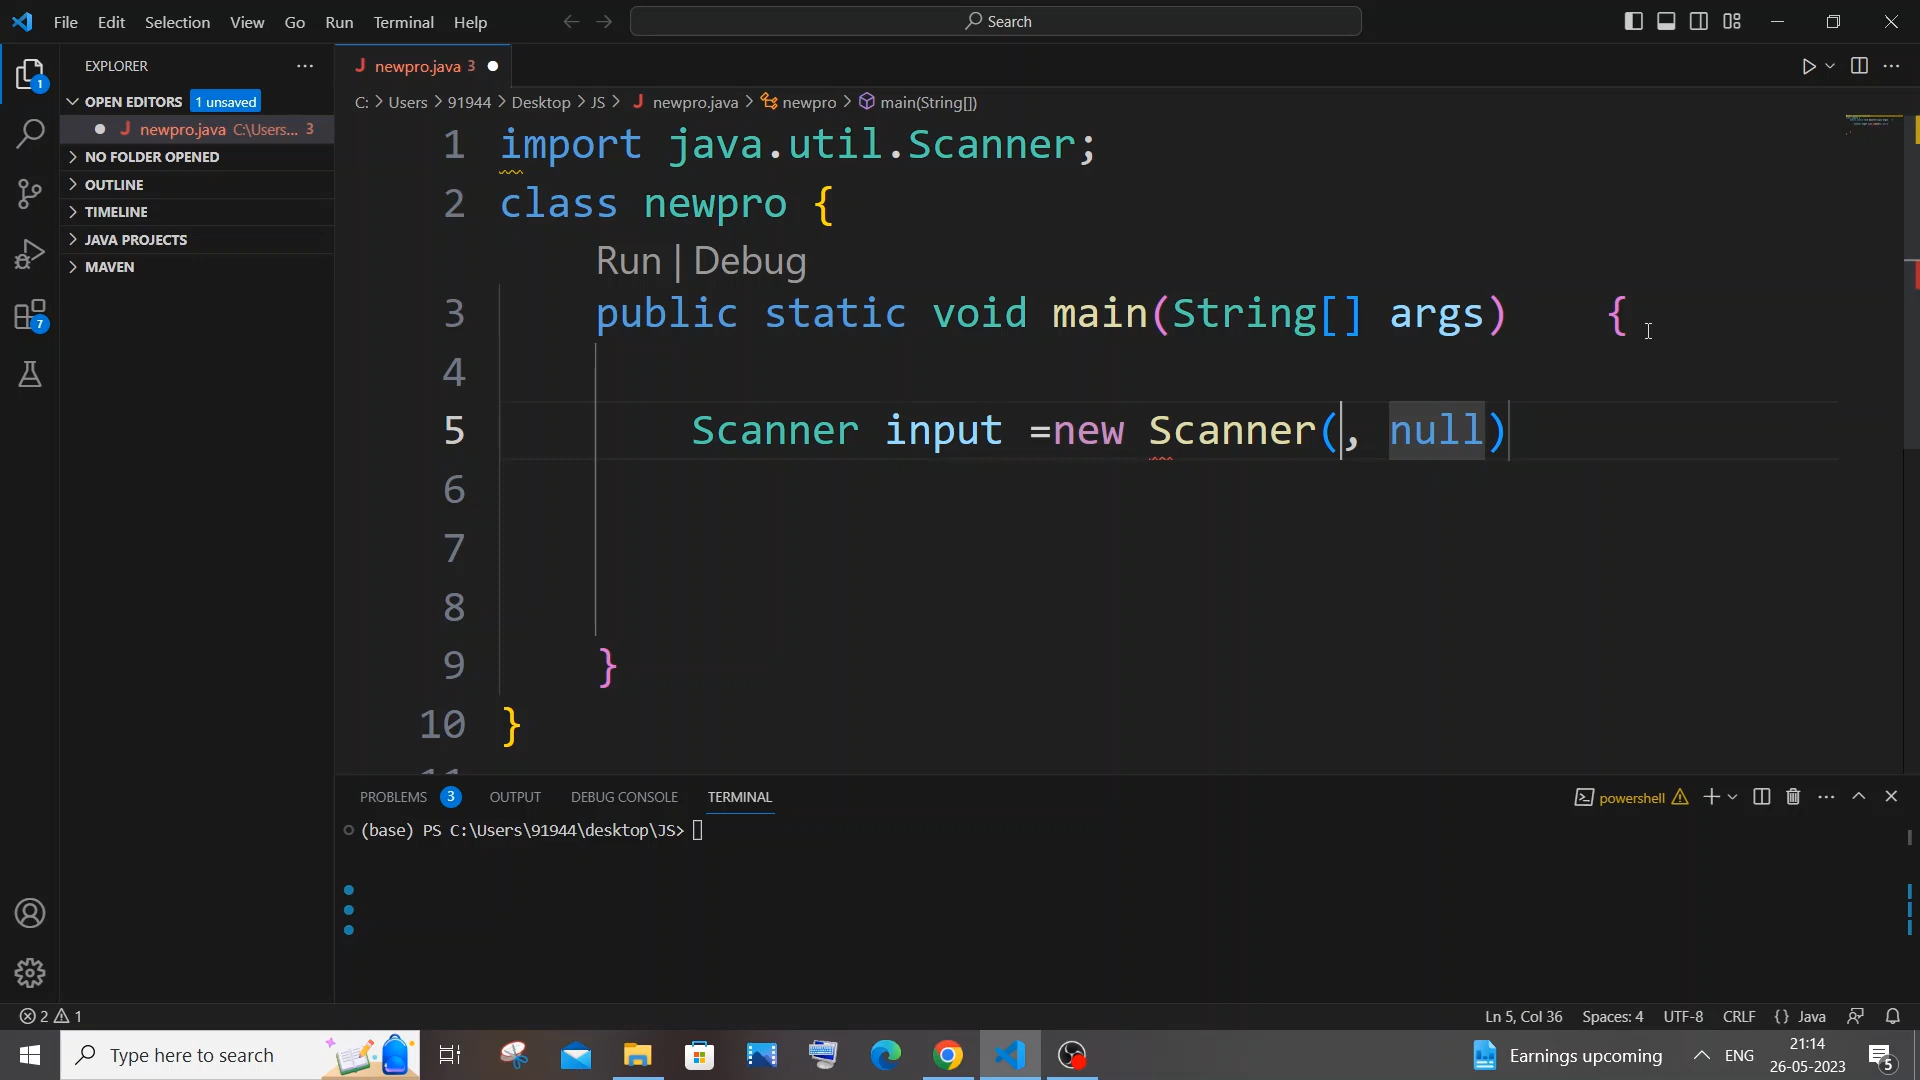 File Edit Selection View Go Run Terminal Help Search
EXPLORER
OPEN EDITORS 1 unsaved
newpro.java C:\Users... 3
NO FOLDER OPENED
OUTLINE
TIMELINE
JAVA PROJECTS
MAVEN
1
7
newpro.java 3
C: > Users > 91944 > Desktop > JS > newpro.java > newpro > main(String[])
1 import java.util.Scanner;
2 class newpro {
Run | Debug
3 public static void main(String[] args) {
4
5 Scanner input =new Scanner(, null)
6
7
8
9 }
10 }
11
PROBLEMS 3 OUTPUT DEBUG CONSOLE TERMINAL powershell
(base) PS C:\Users\91944\desktop\JS>
2 1 Ln 5, Col 36 Spaces: 4 UTF-8 CRLF {} Java
Type here to search Earnings upcoming ENG 21:14
26-05-2023 5